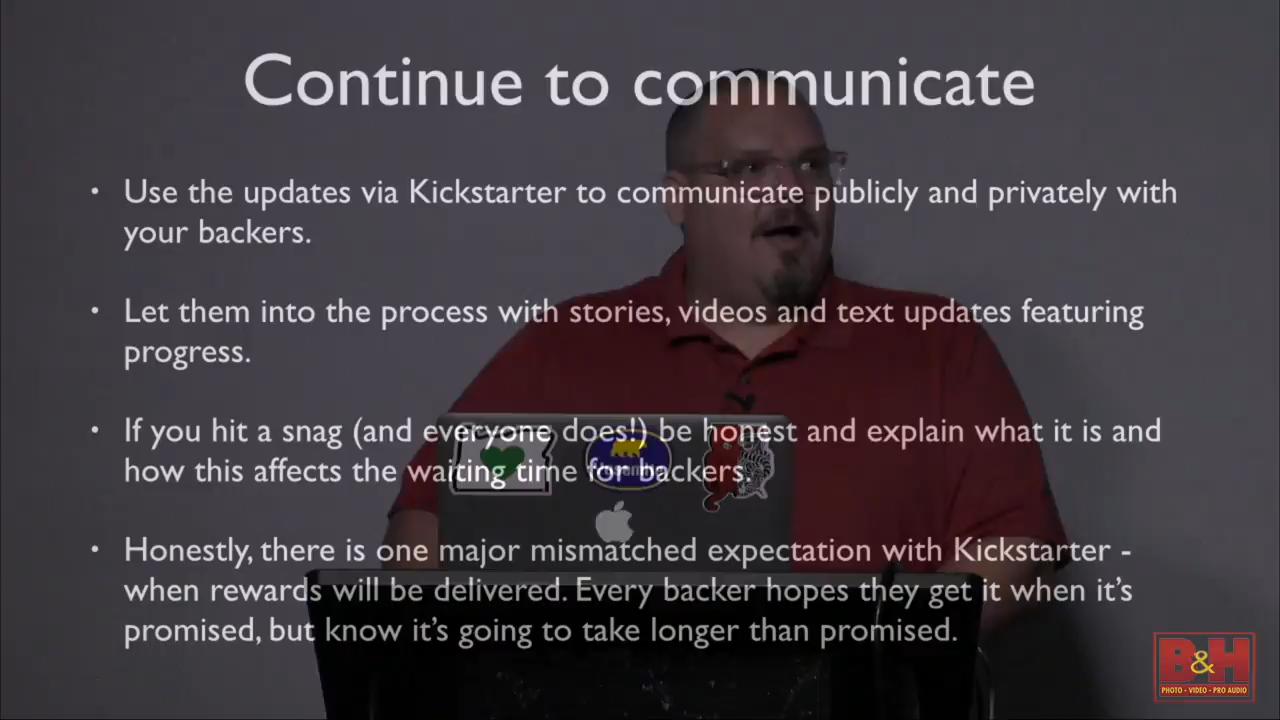 Continue to communicate
• Use the updates via Kickstarter to communicate publicly and privately with
your backers.
• Let them into the process with stories, videos and text updates featuring
progress.
• If you hit a snag (and everyone does!) be honest and explain what it is and
how this affects the waiting time for backers.
• Honestly, there is one major mismatched expectation with Kickstarter -
when rewards will be delivered. Every backer hopes they get it when it's
promised, but know it's going to take longer than promised.
B&H
PHOTO - VIDEO - PRO AUDIO